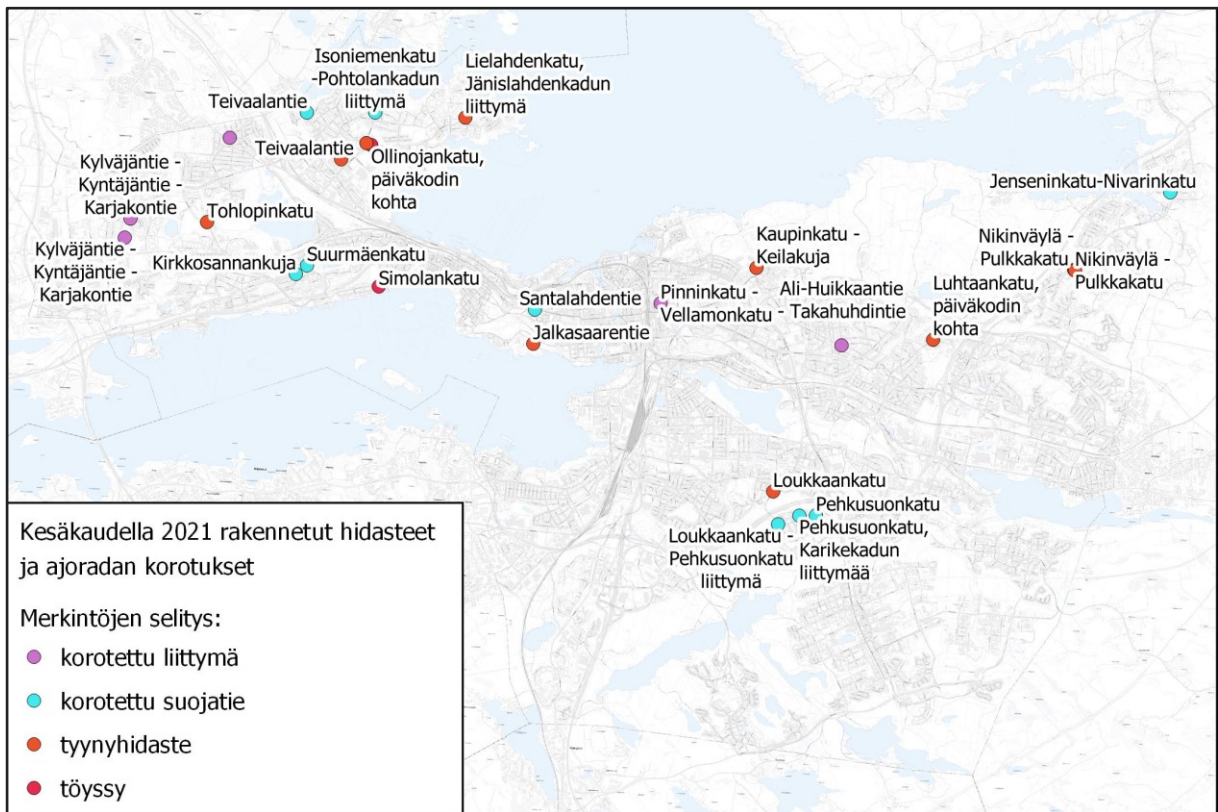 Isoniemenkatu
-Pohtolankadun
liittymä
Lielahdenkatu,
Jänislahdenkadun
liittymä
Teivaalantie
Teivaalantie
Ollinojankatu,
päiväkodin
kohta
Kylväjäntie -
Kyntäjäntie -
Karjakontie
Tohlopinkatu
Kylväjäntie -
Kyntäjäntie -
Karjakontie
Kirkkosannankuja
Suurmäenkatu
Simolankatu
Santalahdentie
Jalkasaarentie
Pinninkatu -
Vellamonkatu
Kaupinkatu -
Keilakuja
Ali-Huikkaantie
- Takahuhdintie
Luhtaankatu,
päiväkodin
kohta
Nikinväylä -
Pulkkakatu
Nikinväylä -
Pulkkakatu
Jenseninkatu-Nivarinkatu
Loukkaankatu
Pehkusuonkatu
Loukkaankatu -
Pehkusuonkatu
liittymä
Pehkusuonkatu,
Karikekadun
liittymää
Kesäkaudella 2021 rakennetut hidasteet
ja ajoradan korotukset
Merkintöjen selitys:
korotettu liittymä
korotettu suojatie
tyynyhidaste
töyssy